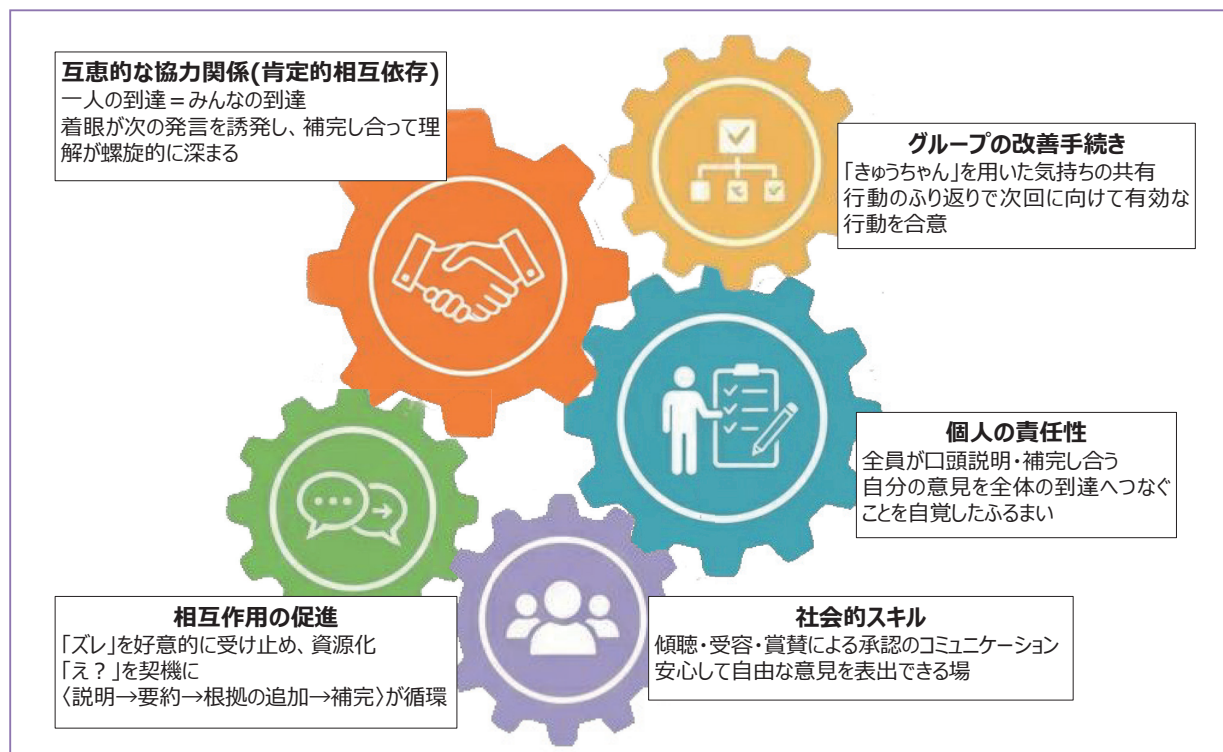 互恵的な協力関係(肯定的相互依存)
一人の到達＝みんなの到達
着眼が次の発言を誘発し、補完し合って理
解が螺旋的に深まる
グループの改善手続き
「きゅうちゃん」を用いた気持ちの共有
行動のふり返りで次回に向けて有効な
行動を合意
個人の責任性
全員が口頭説明・補完し合う
自分の意見を全体の到達へつなぐ
ことを自覚したふるまい
相互作用の促進
「ズレ」を好意的に受け止め、資源化
「え？」を契機に
〈説明→要約→根拠の追加→補完〉が循環
社会的スキル
傾聴・受容・賞賛による承認のコミュニケーション
安心して自由な意見を表出できる場